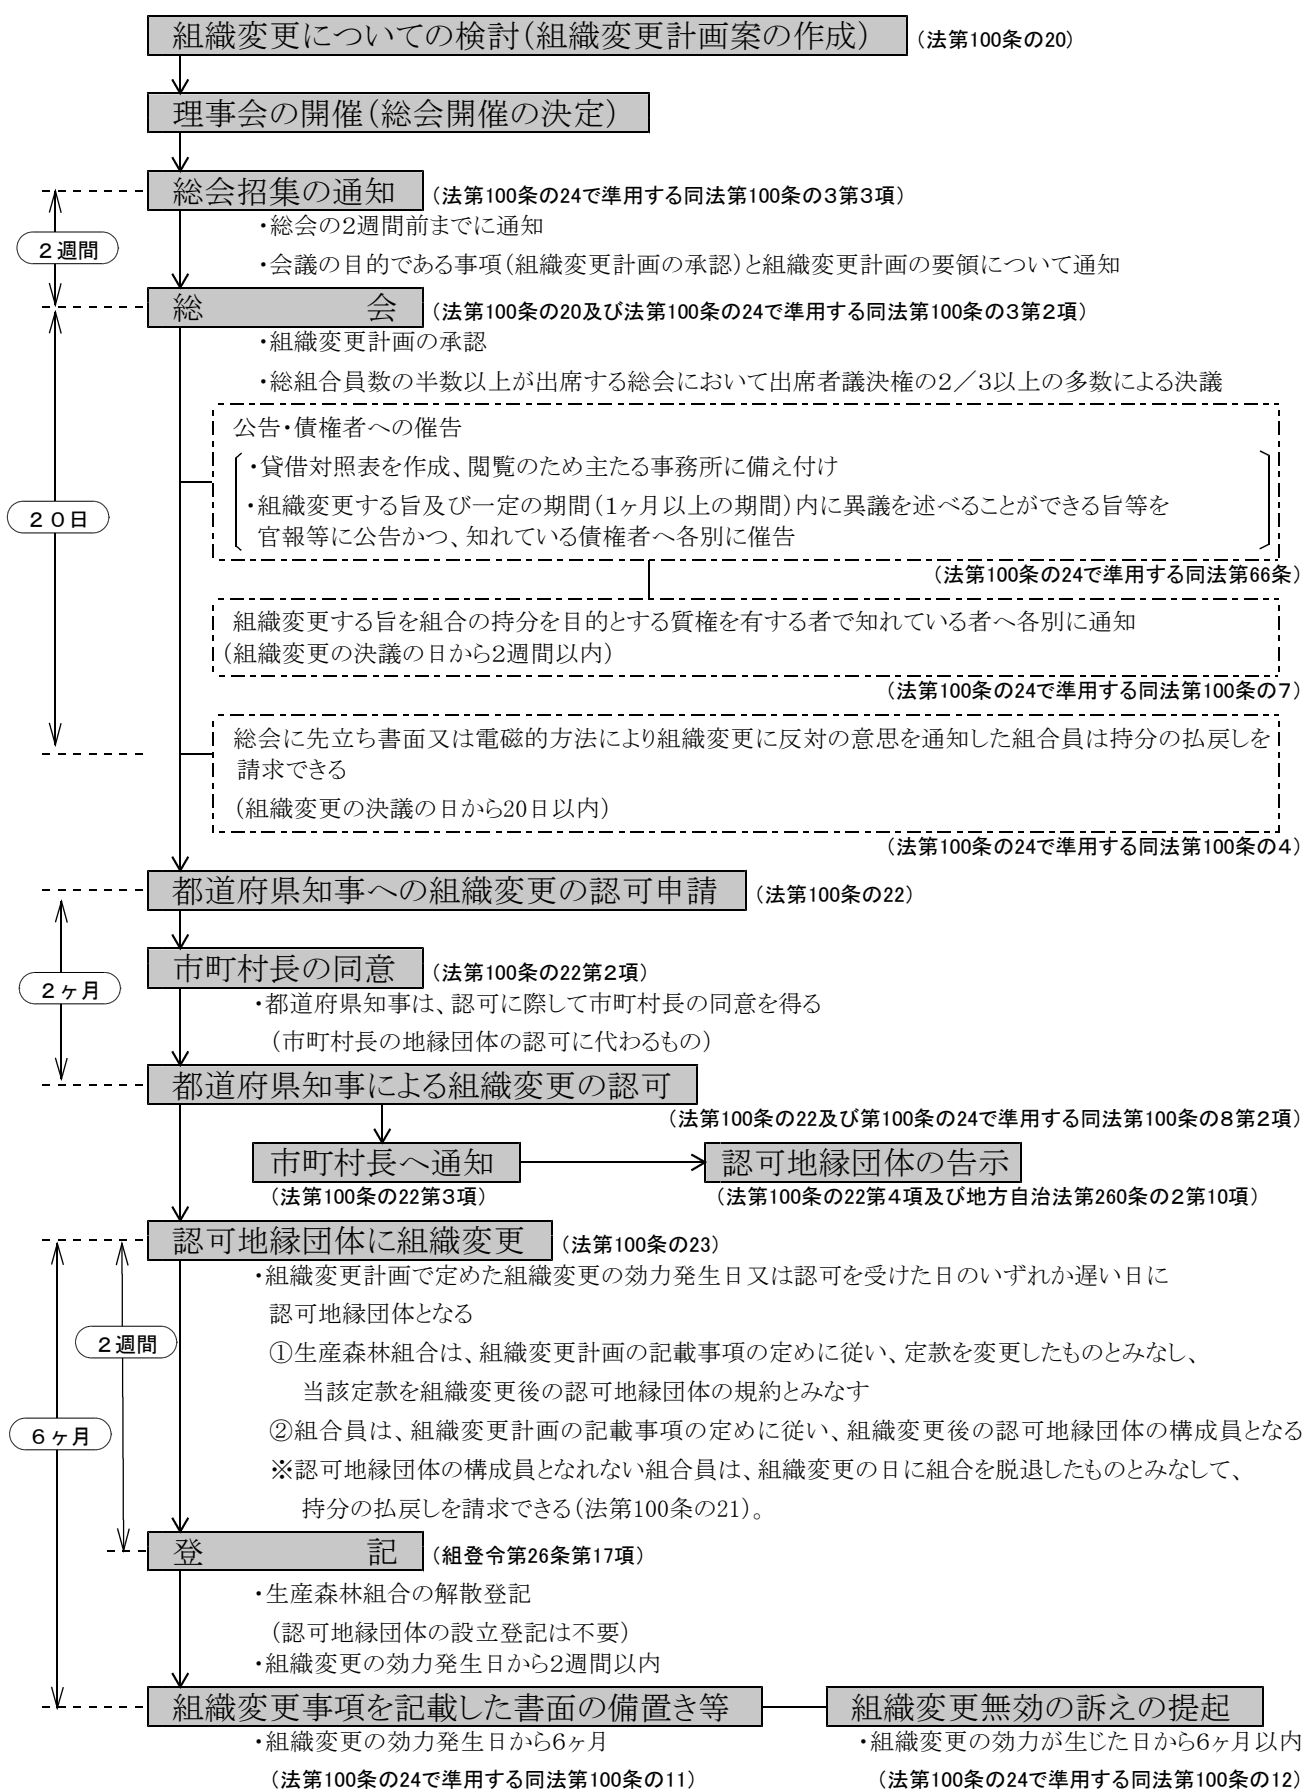 組織変更についての検討(組織変更計画案の作成) (法第100条の20)
理事会の開催(総会開催の決定)
総会招集の通知 (法第100条の24で準用する同法第100条の3第3項)
・総会の2週間前までに通知
2週間
・会議の目的である事項(組織変更計画の承認)と組織変更計画の要領について通知
総 会 (法第100条の20及び法第100条の24で準用する同法第100条の3第2項)
・組織変更計画の承認
・総組合員数の半数以上が出席する総会において出席者議決権の2/3以上の多数による決議
公告・債権者への催告
・貸借対照表を作成、閲覧のため主たる事務所に備え付け
・組織変更する旨及び一定の期間(1ヶ月以上の期間)内に異議を述べることができる旨等を
官報等に公告かつ、知れている債権者へ各別に催告
20日
(法第100条の24で準用する同法第66条)
組織変更する旨を組合の持分を目的とする質権を有する者で知れている者へ各別に通知
(組織変更の決議の日から2週間以内)
(法第100条の24で準用する同法第100条の7)
総会に先立ち書面又は電磁的方法により組織変更に反対の意思を通知した組合員は持分の払戻しを
請求できる
(組織変更の決議の日から20日以内)
(法第100条の24で準用する同法第100条の4)
都道府県知事への組織変更の認可申請 (法第100条の22)
市町村長の同意 (法第100条の22第2項)
2ヶ月
・都道府県知事は、認可に際して市町村長の同意を得る
(市町村長の地縁団体の認可に代わるもの)
都道府県知事による組織変更の認可
(法第100条の22及び第100条の24で準用する同法第100条の8第2項)
市町村長へ通知 認可地縁団体の告示
(法第100条の22第3項) (法第100条の22第4項及び地方自治法第260条の2第10項)
認可地縁団体に組織変更 (法第100条の23)
・組織変更計画で定めた組織変更の効力発生日又は認可を受けた日のいずれか遅い日に
認可地縁団体となる
2週間
①生産森林組合は、組織変更計画の記載事項の定めに従い、定款を変更したものとみなし、
当該定款を組織変更後の認可地縁団体の規約とみなす
6ヶ月
②組合員は、組織変更計画の記載事項の定めに従い、組織変更後の認可地縁団体の構成員となる
※認可地縁団体の構成員となれない組合員は、組織変更の日に組合を脱退したものとみなして、
持分の払戻しを請求できる(法第100条の21)。
登 記 (組登令第26条第17項)
・生産森林組合の解散登記
(認可地縁団体の設立登記は不要)
・組織変更の効力発生日から2週間以内
組織変更事項を記載した書面の備置き等 組織変更無効の訴えの提起
・組織変更の効力発生日から6ヶ月 ・組織変更の効力が生じた日から6ヶ月以内
(法第100条の24で準用する同法第100条の11) (法第100条の24で準用する同法第100条の12)